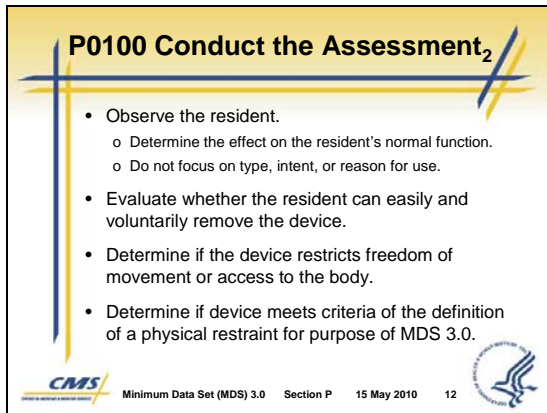 P0100 Conduct the Assessment2
• Observe the resident.
o Determine the effect on the resident's normal function.
o Do not focus on type, intent, or reason for use.
• Evaluate whether the resident can easily and
voluntarily remove the device.
• Determine if the device restricts freedom of
movement or access to the body.
• Determine if device meets criteria of the definition
of a physical restraint for purpose of MDS 3.0.
CMS
Minimum Data Set (MDS) 3.0 Section P 15 May 2010 12